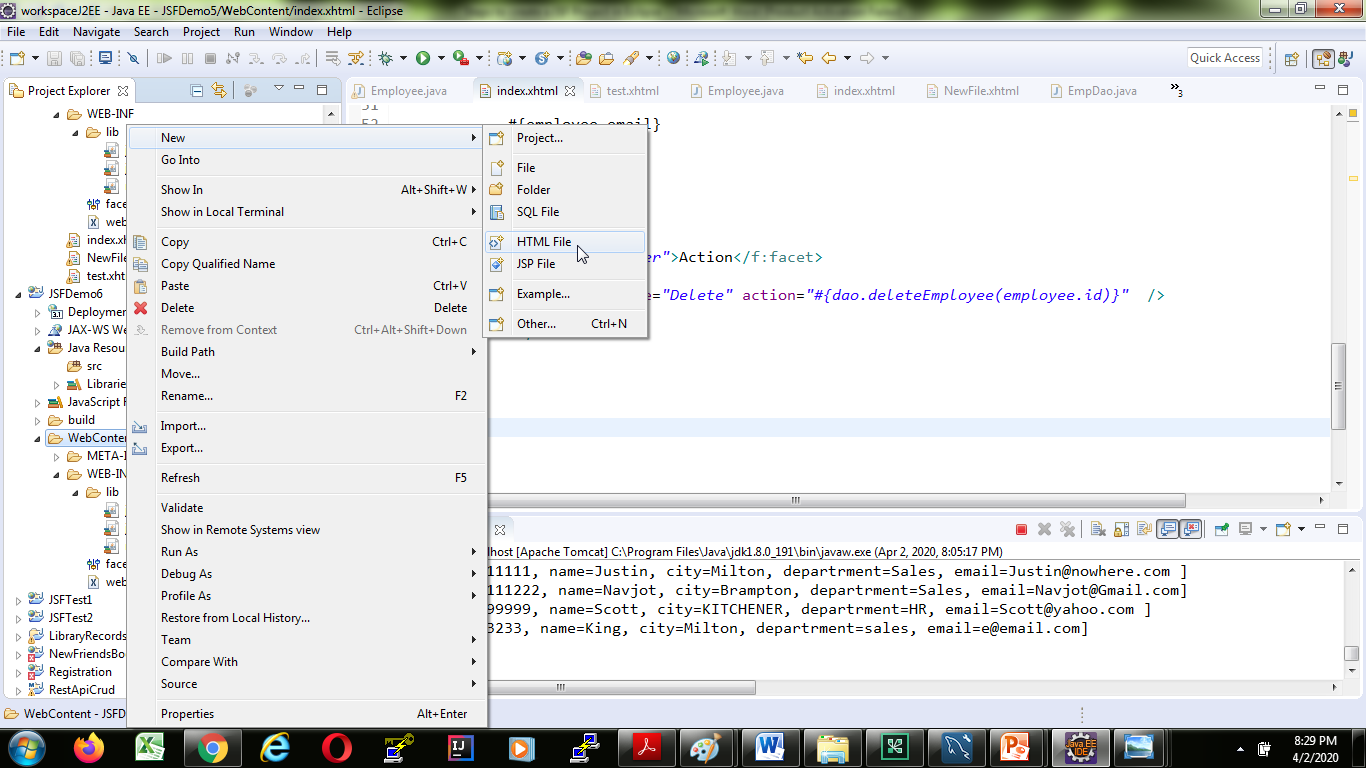 workspaceJ2EE - Java EE - JSFDemo5/WebContent/index.xhtml - Eclipse
File Edit Navigate Search Project Run Window Help
Quick Access
Project Explorer
Employee.java index.xhtml test.xhtml Employee.java index.xhtml NewFile.xhtml EmpDao.java »3
WEB-INF
lib
face
web
index.xh
NewFile
test.xht
JSFDemo6
Deploymen
JAX-WS We
Java Resou
src
Librarie
JavaScript R
build
WebConter
META-I
WEB-IN
lib
face
web
JSFTest1
JSFTest2
LibraryRecords
NewFriendsBo
Registration
RestApiCrud
New
Go Into
Show In Alt+Shift+W
Show in Local Terminal
Copy Ctrl+C
Copy Qualified Name
Paste Ctrl+V
Delete Delete
Remove from Context Ctrl+Alt+Shift+Down
Build Path
Move...
Rename... F2
Import...
Export...
Refresh F5
Validate
Show in Remote Systems view
Run As
Debug As
Profile As
Restore from Local History...
Team
Compare With
Source
Properties Alt+Enter
Project...
File
Folder
SQL File
HTML File
JSP File
Example...
Other... Ctrl+N
51
52 #{employee.email}
er">Action</f:facet>
e="Delete" action="#{dao.deleteEmployee(employee.id)}" />
lhost [Apache Tomcat] C:\Program Files\Java\jdk1.8.0_191\bin\javaw.exe (Apr 2, 2020, 8:05:17 PM)
11111, name=Justin, city=Milton, departrment=Sales, email=Justin@nowhere.com ]
111222, name=Navjot, city=Brampton, departrment=Sales, email=Navjot@Gmail.com]
99999, name=Scott, city=KITCHENER, departrment=HR, email=Scott@yahoo.com ]
3233, name=King, city=Milton, departrment=sales, email=e@email.com]
WebContent - JSFD
8:29 PM
4/2/2020